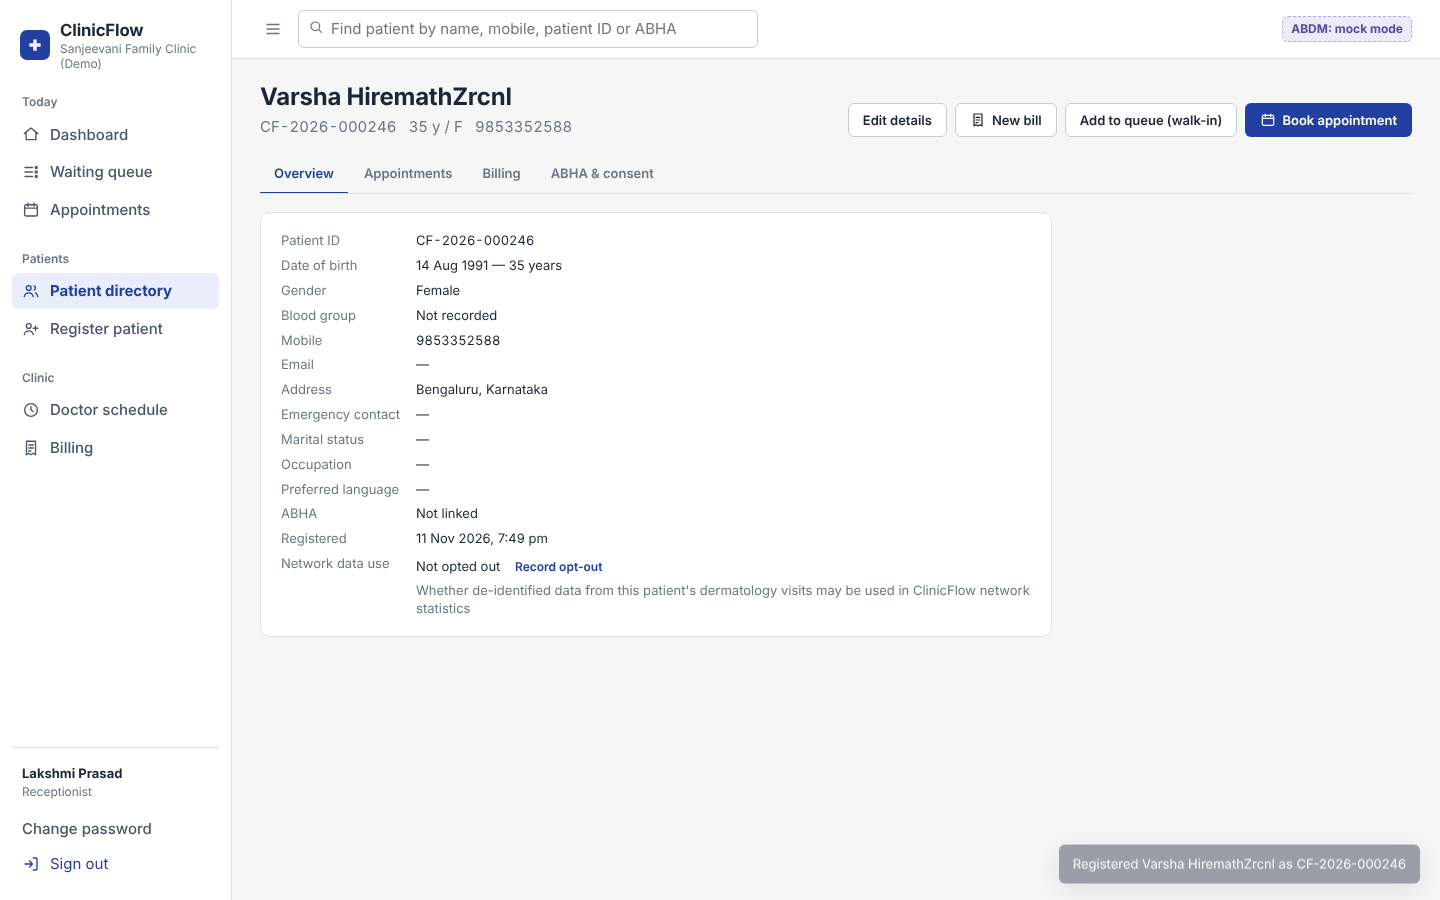 ClinicFlow
Sanjeevani Family Clinic
(Demo)
Today
Dashboard
Waiting queue
Appointments
Patients
Patient directory
Register patient
Clinic
Doctor schedule
Billing
Lakshmi Prasad
Receptionist
Change password
Sign out
Find patient by name, mobile, patient ID or ABHA
ABDM: mock mode
Varsha HiremathZrcnl
CF-2026-000246 35 y / F 9853352588
Edit details
New bill
Add to queue (walk-in)
Book appointment
Overview Appointments Billing ABHA & consent
Patient ID CF-2026-000246
Date of birth 14 Aug 1991 — 35 years
Gender Female
Blood group Not recorded
Mobile 9853352588
Email —
Address Bengaluru, Karnataka
Emergency contact —
Marital status —
Occupation —
Preferred language —
ABHA Not linked
Registered 11 Nov 2026, 7:49 pm
Network data use Not opted out Record opt-out
Whether de-identified data from this patient's dermatology visits may be used in ClinicFlow network
statistics
Registered Varsha HiremathZrcnl as CF-2026-000246